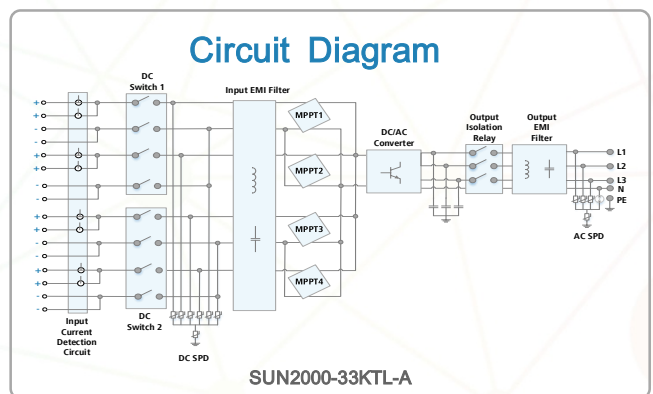 Circuit Diagram
DC
Switch 1
Input EMI Filter
MPPT1
MPPT2
MPPT3
MPPT4
DC/AC
Converter
Output
Isolation
Relay
Output
EMI
Filter
L1
L2
L3
N
PE
AC SPD
+
+
-
-
+
+
-
-
+
+
-
-
+
+
-
-
Input
Current
Detection
Circuit
DC
Switch 2
DC SPD
SUN2000-33KTL-A